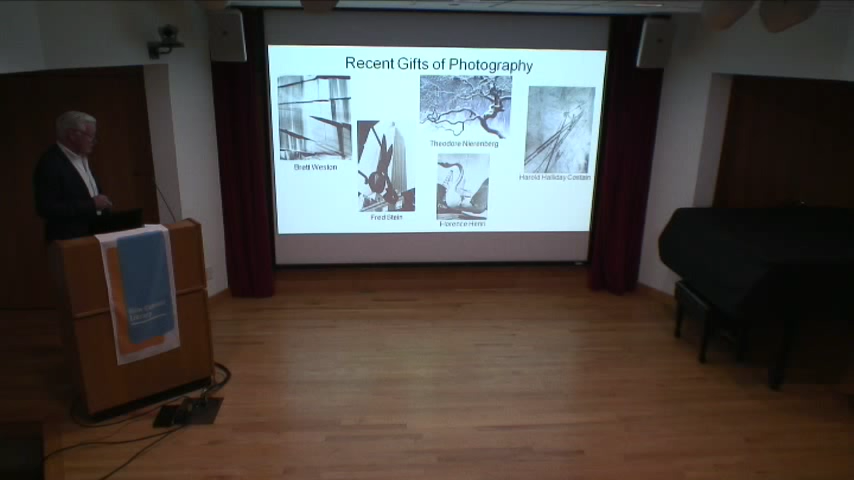 Recent Gifts of Photography
Brett Weston
Theodore Nierenberg
Harold Halliday Costain
Fred Stein
Florence Henri